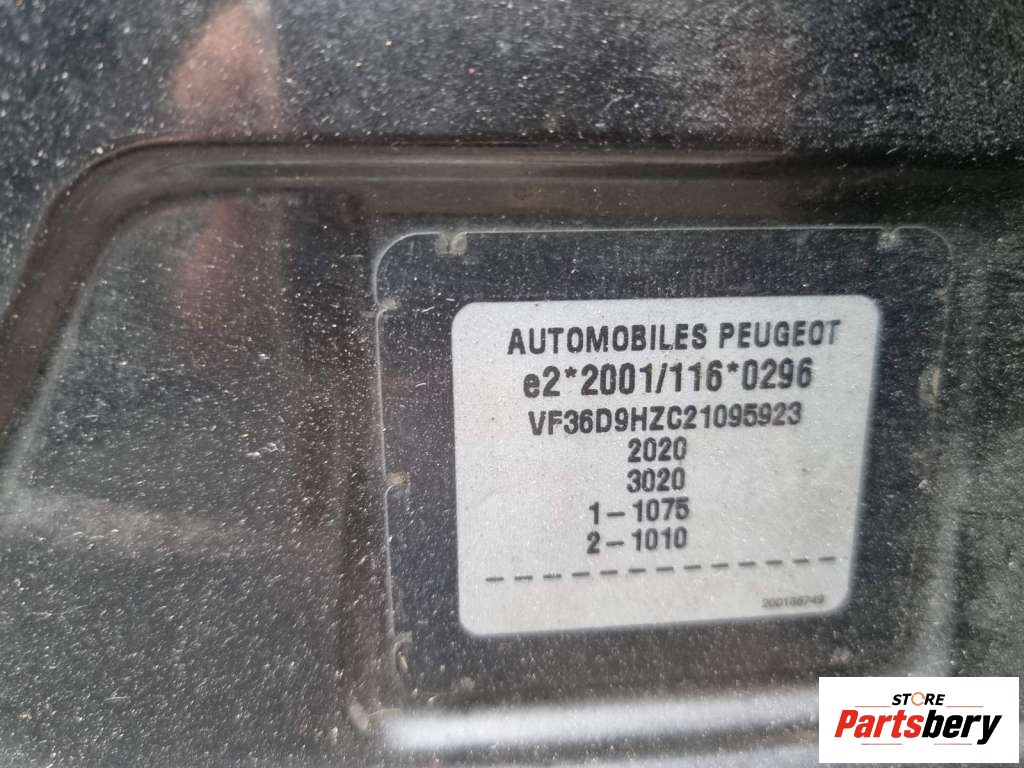 AUTOMOBILES PEUGEOT
e2*2001/116*0296
VF36D9HZC21095923
2020
3020
1-1075
2-1010
STORE
Partsbery